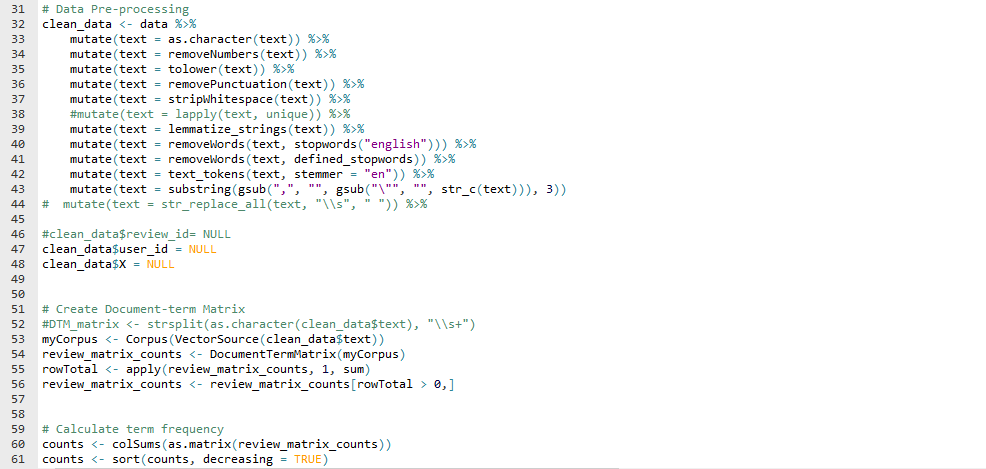 31 # Data Pre-processing
32 clean_data <- data %>%
33     mutate(text = as.character(text)) %>%
34     mutate(text = removeNumbers(text)) %>%
35     mutate(text = tolower(text)) %>%
36     mutate(text = removePunctuation(text)) %>%
37     mutate(text = stripWhitespace(text)) %>%
38     #mutate(text = lapply(text, unique)) %>%
39     mutate(text = lemmatize_strings(text)) %>%
40     mutate(text = removeWords(text, stopwords("english"))) %>%
41     mutate(text = removeWords(text, defined_stopwords)) %>%
42     mutate(text = text_tokens(text, stemmer = "en")) %>%
43     mutate(text = substring(gsub(",", "", gsub("\"", "", str_c(text))), 3))
44 #  mutate(text = str_replace_all(text, "\\s", " ")) %>%
45
46 #clean_data$review_id= NULL
47 clean_data$user_id = NULL
48 clean_data$X = NULL
49
50
51 # Create Document-term Matrix
52 #DTM_matrix <- strsplit(as.character(clean_data$text), "\\s+")
53 myCorpus <- Corpus(VectorSource(clean_data$text))
54 review_matrix_counts <- DocumentTermMatrix(myCorpus)
55 rowTotal <- apply(review_matrix_counts, 1, sum)
56 review_matrix_counts <- review_matrix_counts[rowTotal > 0,]
57
58
59 # Calculate term frequency
60 counts <- colSums(as.matrix(review_matrix_counts))
61 counts <- sort(counts, decreasing = TRUE)